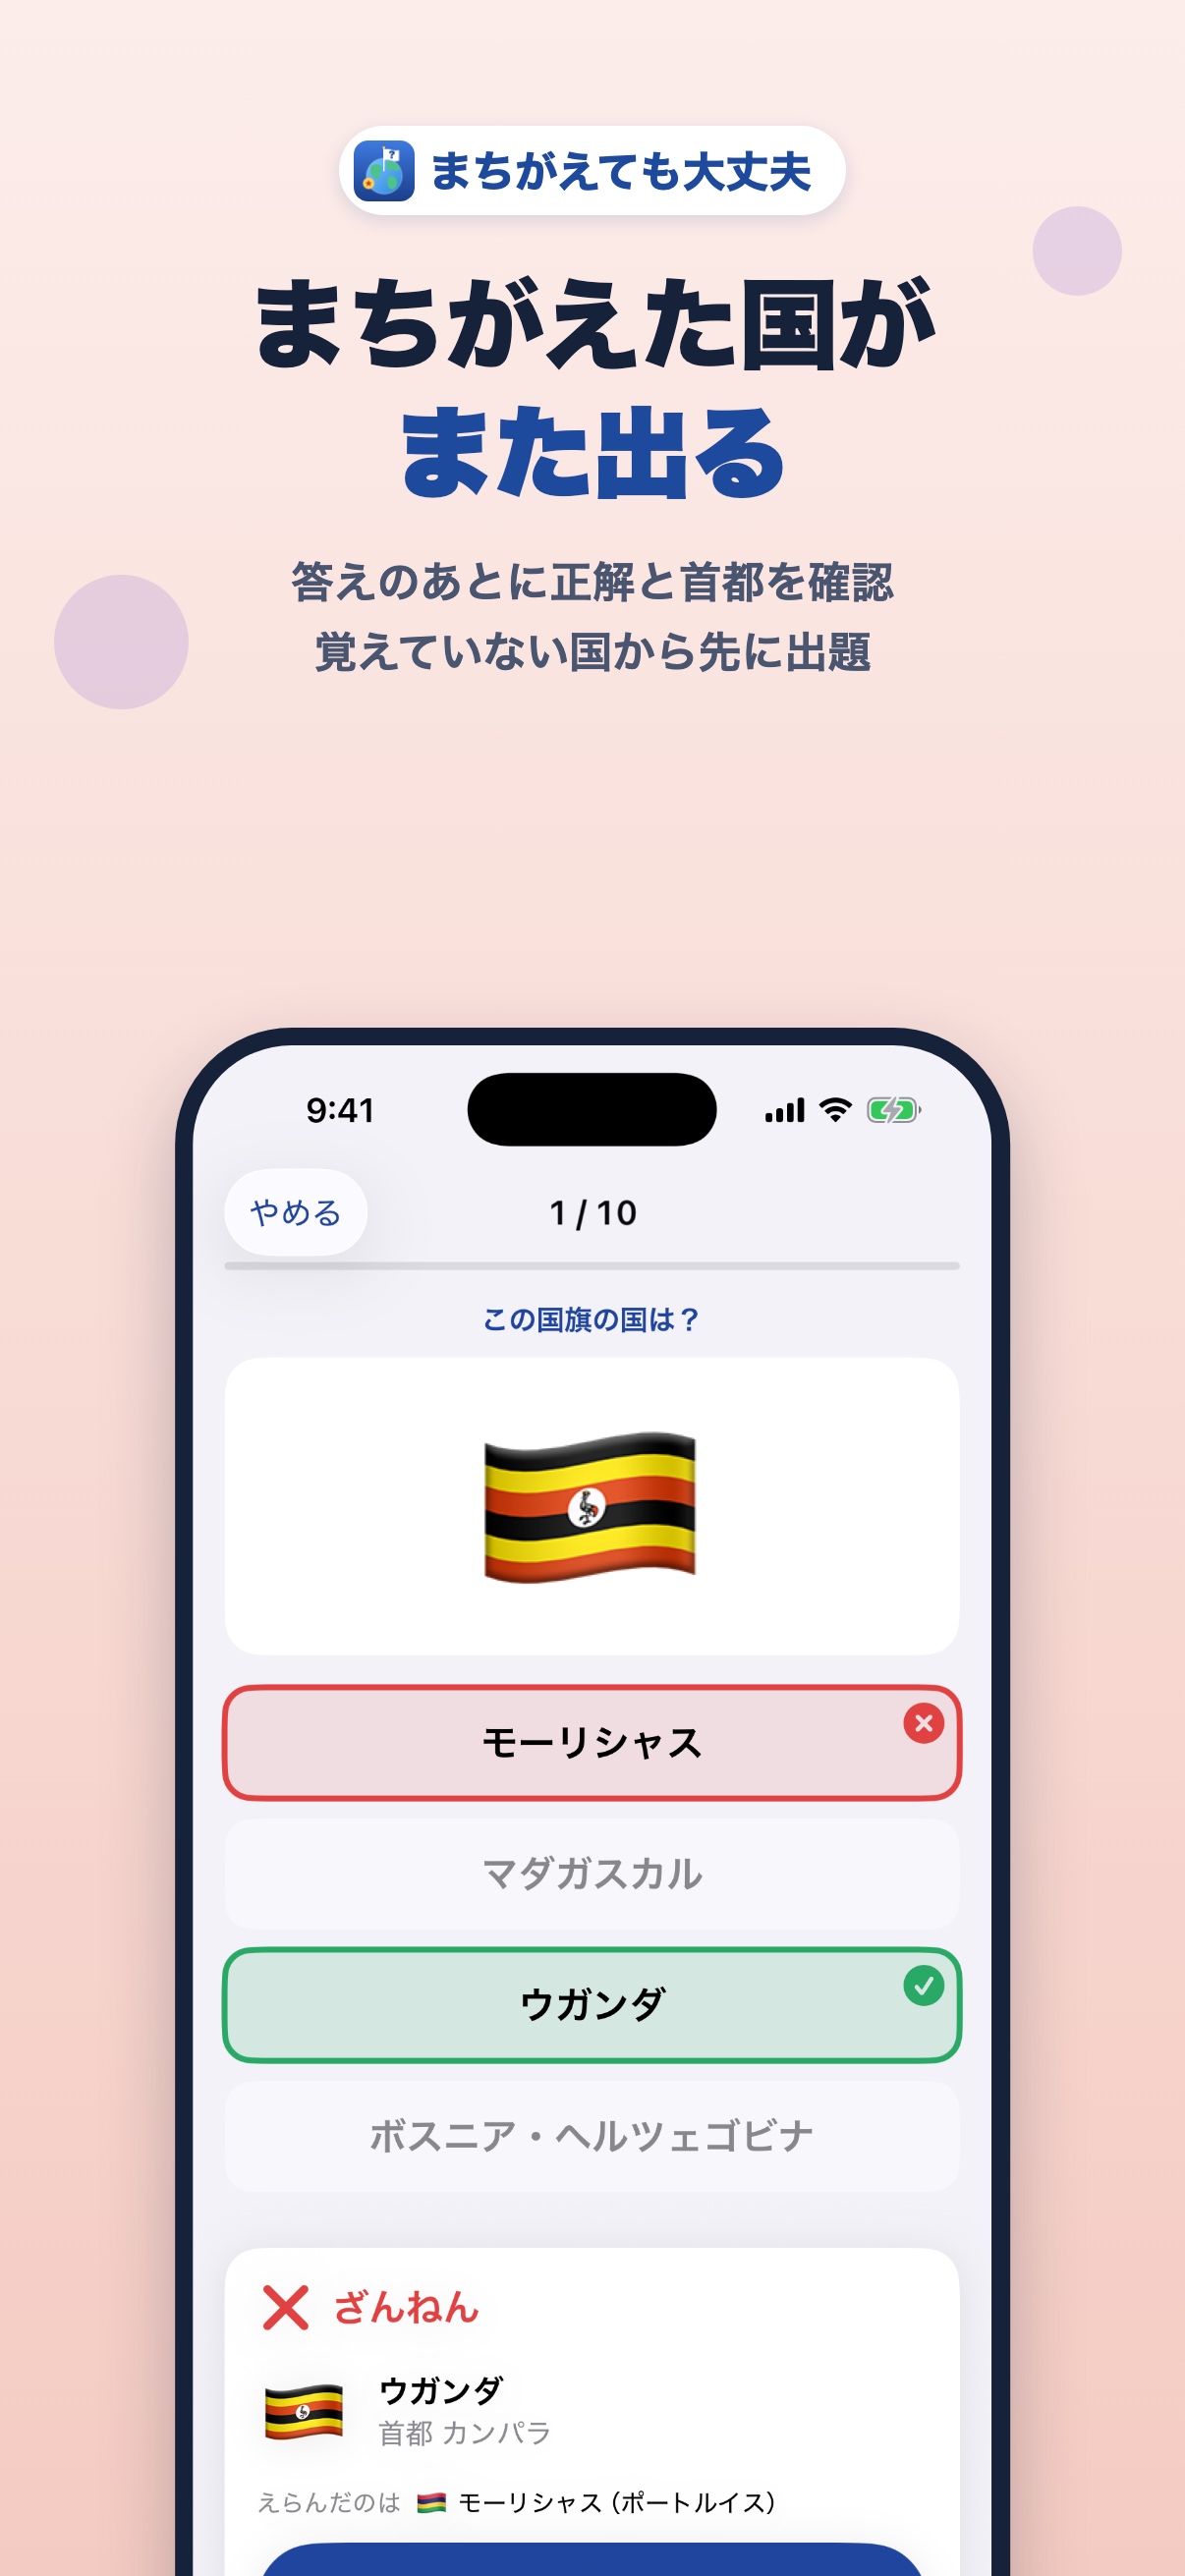 まちがえても大丈夫
まちがえた国が
また出る
答えのあとに正解と首都を確認
覚えていない国から先に出題
9:41
やめる
1 / 10
この国旗の国は？
モーリシャス
マダガスカル
ウガンダ
ボスニア・ヘルツェゴビナ
ざんねん
ウガンダ
首都 カンパラ
えらんだのは モーリシャス（ポートルイス）